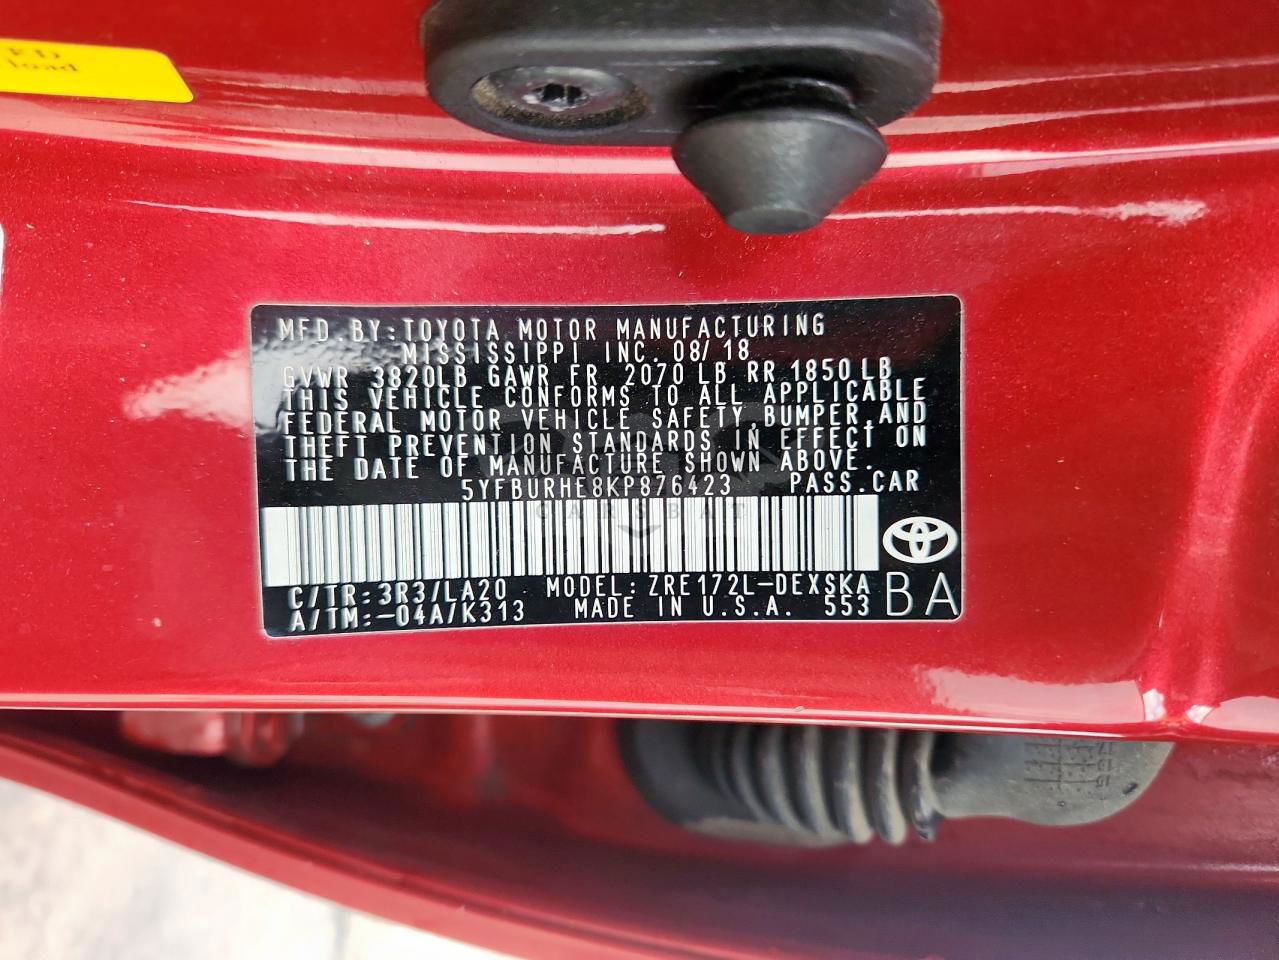 load
MFD.BY:TOYOTA MOTOR MANUFACTURING
MISSISSIPPI INC. 08/18
GVWR 3820LB GAWR FR 2070 LB RR 1850 LB
THIS VEHICLE CONFORMS TO ALL APPLICABLE
FEDERAL MOTOR VEHICLE SAFETY,BUMPER,AND
THEFT PREVENTION STANDARDS IN EFFECT ON
THE DATE OF MANUFACTURE SHOWN ABOVE.
5YFBURHE8KP876423 PASS.CAR
CARSBAT
C/TR:3R3/LA20 MODEL:ZRE172L-DEXSKA
A/TM:-04A/K313 MADE IN U.S.A. 553 BA